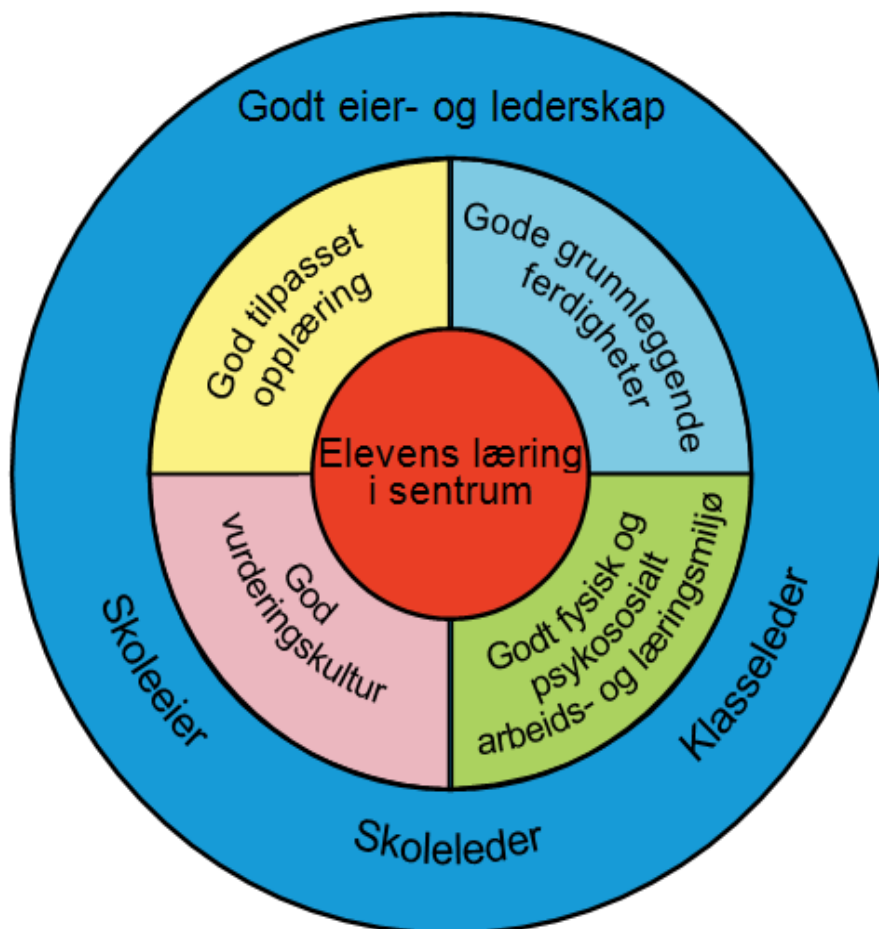 Godt eier- og lederskap
God tilpasset
opplæring
Gode grunnleggende
ferdigheter
Elevens læring
i sentrum
God
vurderingskultur
Godt fysisk og
psykososialt
arbeids- og læringsmiljø
Skoleeier
Skoleleder
Klasseleder